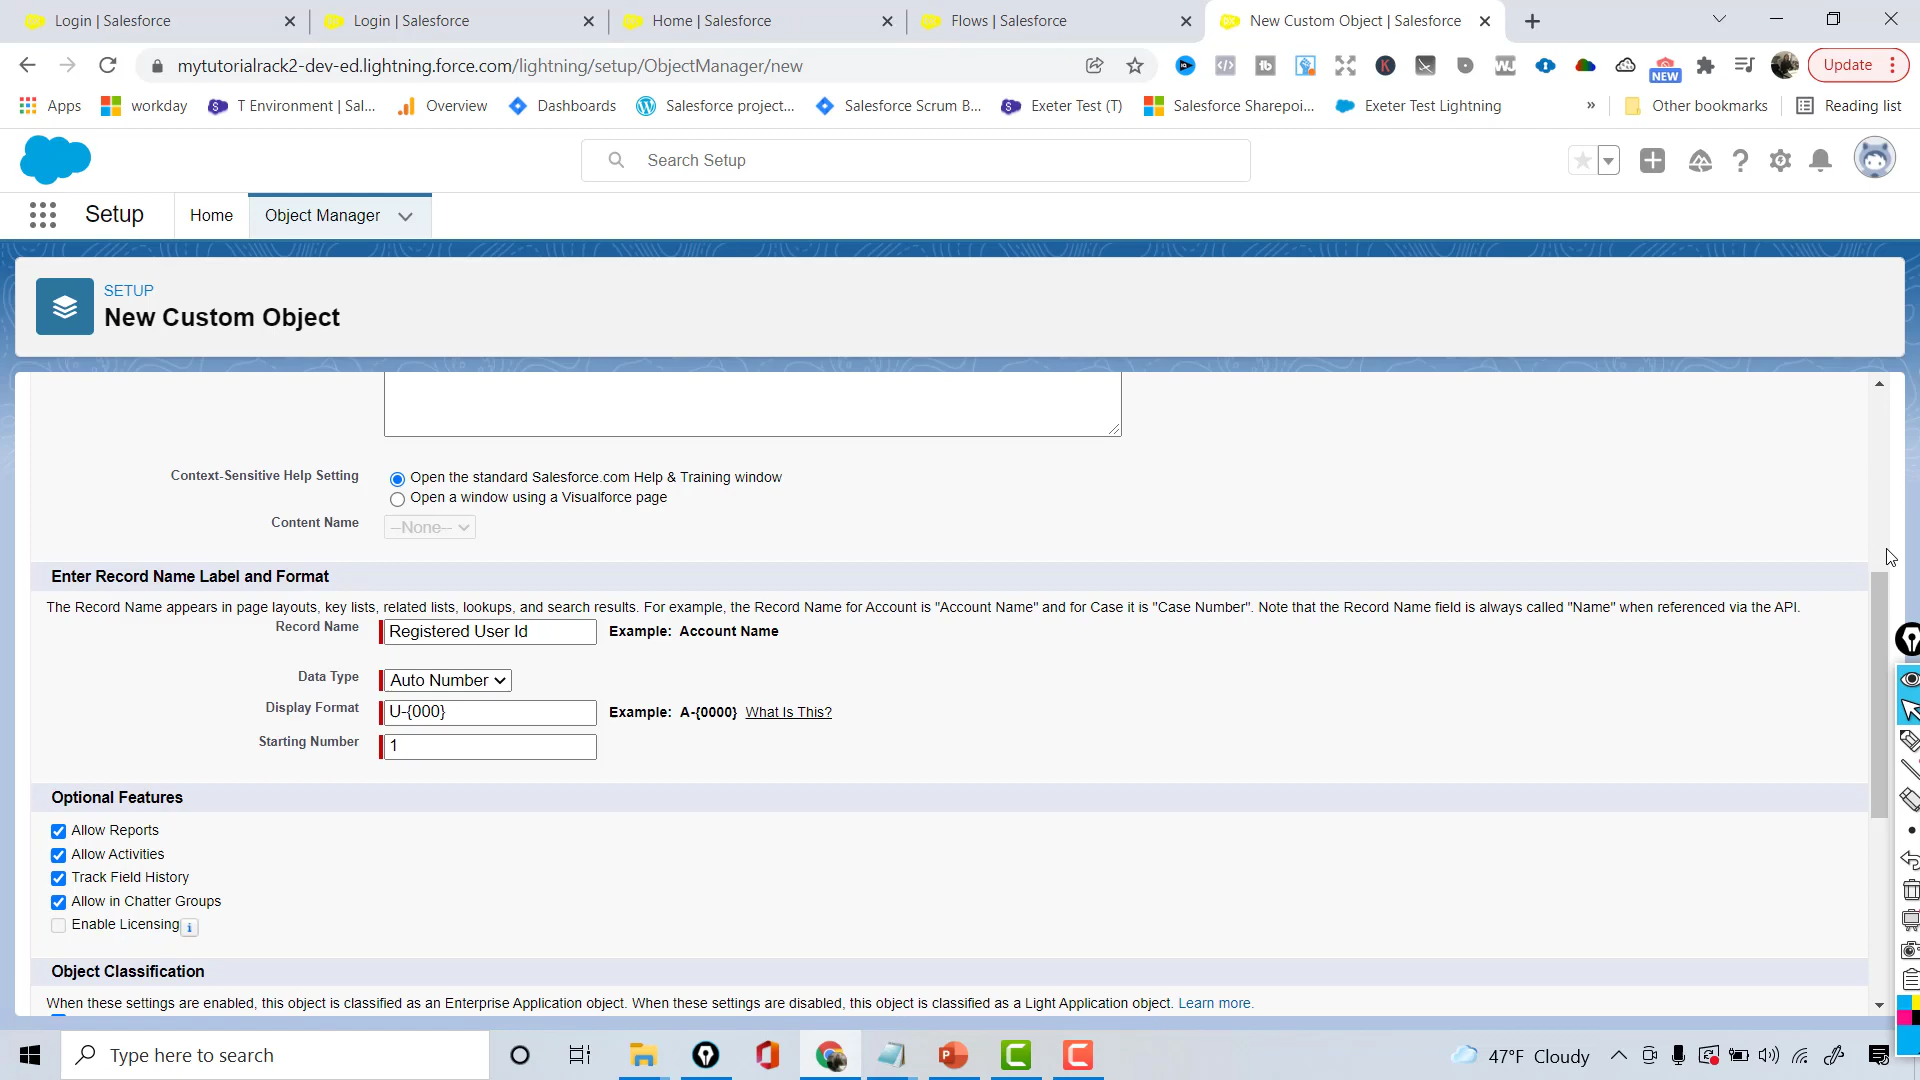 Login | Salesforce
Login | Salesforce
Home | Salesforce
Flows | Salesforce
New Custom Object | Salesforce
mytutorialrack2-dev-ed.lightning.force.com/lightning/setup/ObjectManager/new
NEW
Update
Apps
workday
T Environment | Sal...
Overview
Dashboards
Salesforce project...
Salesforce Scrum B...
Exeter Test (T)
Salesforce Sharepoi...
Exeter Test Lightning
»
Other bookmarks
Reading list
Search Setup
Setup
Home
Object Manager
SETUP
New Custom Object
Context-Sensitive Help Setting
Open the standard Salesforce.com Help & Training window
Open a window using a Visualforce page
Content Name
--None--
Enter Record Name Label and Format
The Record Name appears in page layouts, key lists, related lists, lookups, and search results. For example, the Record Name for Account is "Account Name" and for Case it is "Case Number". Note that the Record Name field is always called "Name" when referenced via the API.
Record Name
Registered User Id
Example: Account Name
Data Type
Auto Number
Display Format
U-{000}
Example: A-{0000} What Is This?
Starting Number
1
Optional Features
Allow Reports
Allow Activities
Track Field History
Allow in Chatter Groups
Enable Licensing
i
Object Classification
When these settings are enabled, this object is classified as an Enterprise Application object. When these settings are disabled, this object is classified as a Light Application object. Learn more.
Type here to search
47°F Cloudy